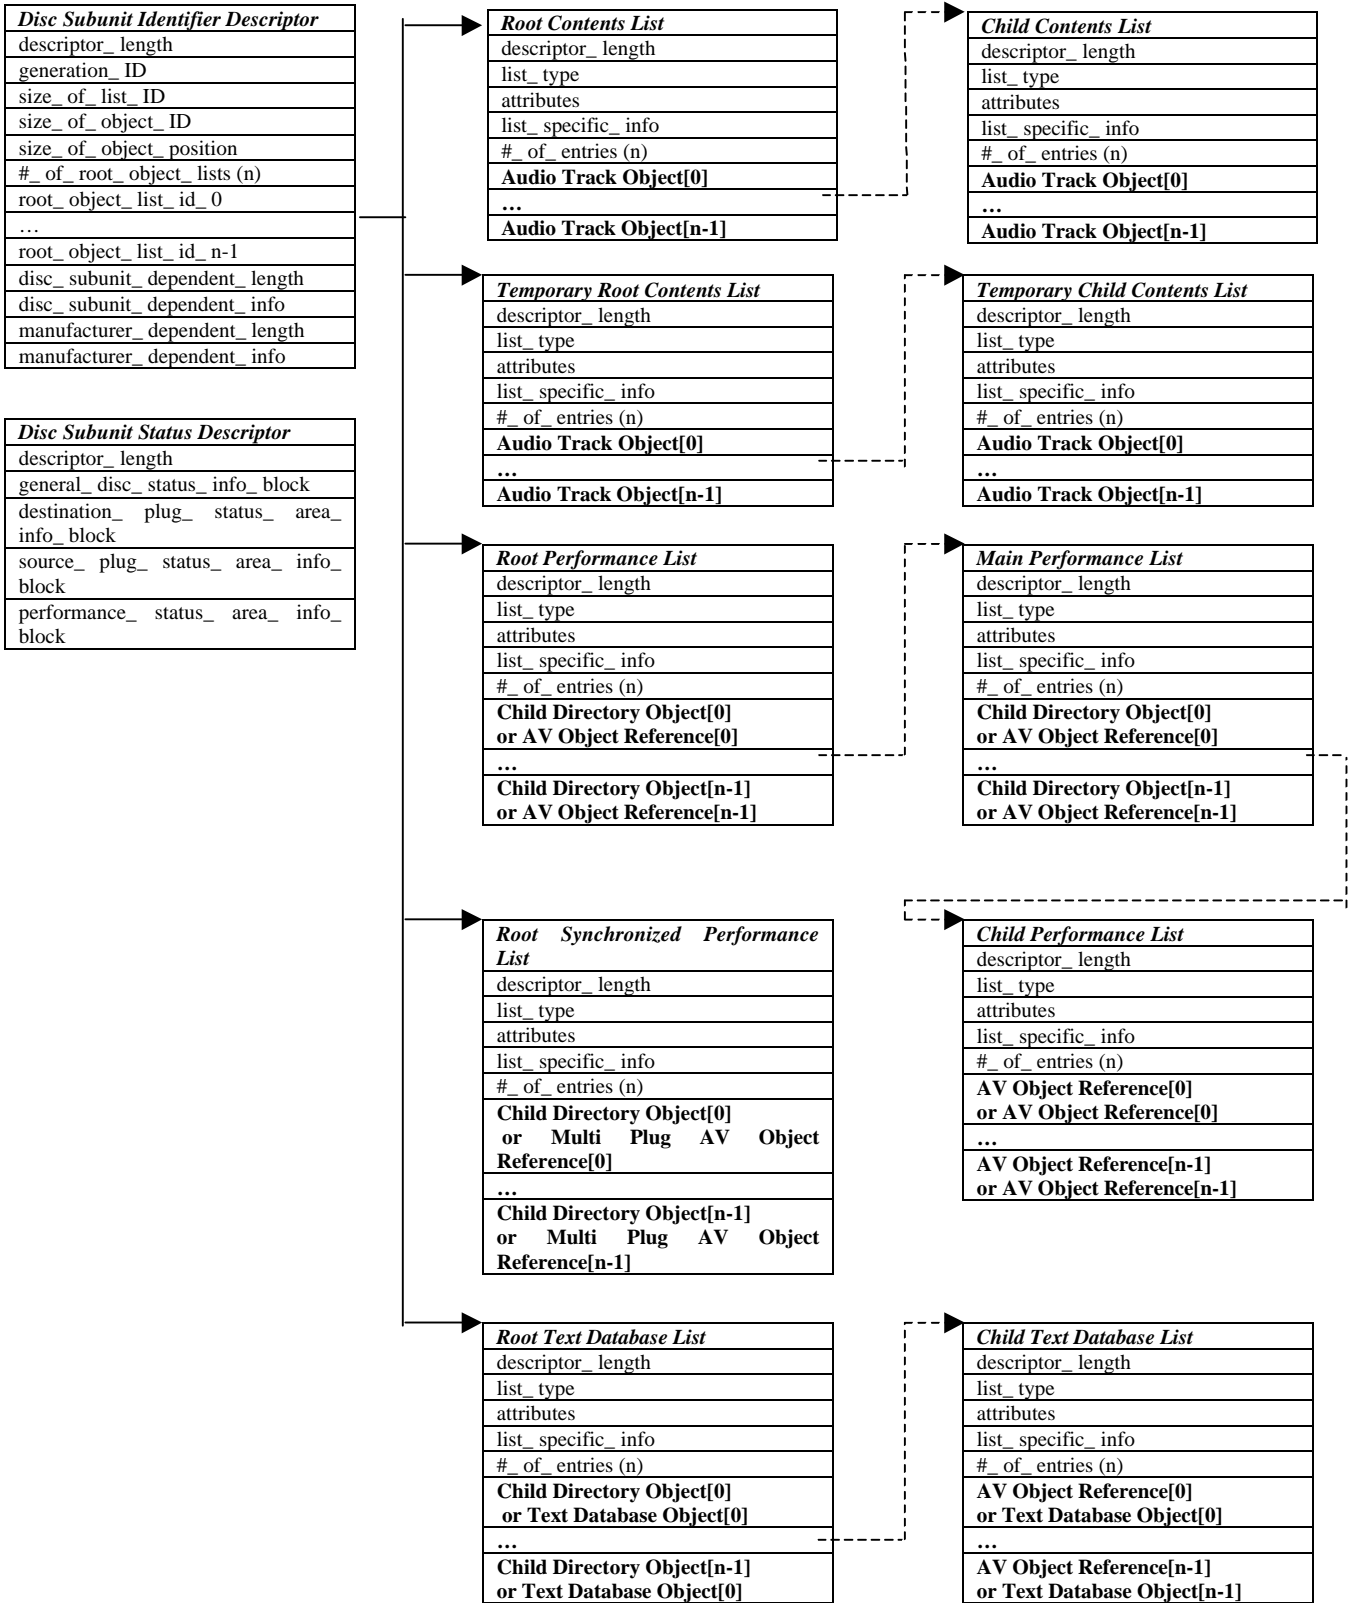 Disc Subunit Identifier Descriptor
descriptor_ length
generation_ ID
size_ of_ list_ ID
size_ of_ object_ ID
size_ of_ object_ position
#_ of_ root_ object_ lists (n)
root_ object_ list_ id_ 0
…
root_ object_ list_ id_ n-1
disc_ subunit_ dependent_ length
disc_ subunit_ dependent_ info
manufacturer_ dependent_ length
manufacturer_ dependent_ info
Disc Subunit Status Descriptor
descriptor_ length
general_ disc_ status_ info_ block
destination_ plug_ status_ area_
info_ block
source_ plug_ status_ area_ info_
block
performance_ status_ area_ info_
block
Root Contents List
descriptor_ length
list_ type
attributes
list_ specific_ info
#_ of_ entries (n)
Audio Track Object[0]
…
Audio Track Object[n-1]
Child Contents List
descriptor_ length
list_ type
attributes
list_ specific_ info
#_ of_ entries (n)
Audio Track Object[0]
…
Audio Track Object[n-1]
Temporary Root Contents List
descriptor_ length
list_ type
attributes
list_ specific_ info
#_ of_ entries (n)
Audio Track Object[0]
…
Audio Track Object[n-1]
Temporary Child Contents List
descriptor_ length
list_ type
attributes
list_ specific_ info
#_ of_ entries (n)
Audio Track Object[0]
…
Audio Track Object[n-1]
Root Performance List
descriptor_ length
list_ type
attributes
list_ specific_ info
#_ of_ entries (n)
Child Directory Object[0]
or AV Object Reference[0]
…
Child Directory Object[n-1]
or AV Object Reference[n-1]
Main Performance List
descriptor_ length
list_ type
attributes
list_ specific_ info
#_ of_ entries (n)
Child Directory Object[0]
or AV Object Reference[0]
…
Child Directory Object[n-1]
or AV Object Reference[n-1]
Root Synchronized Performance
List
descriptor_ length
list_ type
attributes
list_ specific_ info
#_ of_ entries (n)
Child Directory Object[0]
or Multi Plug AV Object
Reference[0]
…
Child Directory Object[n-1]
or Multi Plug AV Object
Reference[n-1]
Child Performance List
descriptor_ length
list_ type
attributes
list_ specific_ info
#_ of_ entries (n)
AV Object Reference[0]
or AV Object Reference[0]
…
AV Object Reference[n-1]
or AV Object Reference[n-1]
Root Text Database List
descriptor_ length
list_ type
attributes
list_ specific_ info
#_ of_ entries (n)
Child Directory Object[0]
or Text Database Object[0]
…
Child Directory Object[n-1]
or Text Database Object[0]
Child Text Database List
descriptor_ length
list_ type
attributes
list_ specific_ info
#_ of_ entries (n)
AV Object Reference[0]
or Text Database Object[0]
…
AV Object Reference[n-1]
or Text Database Object[n-1]